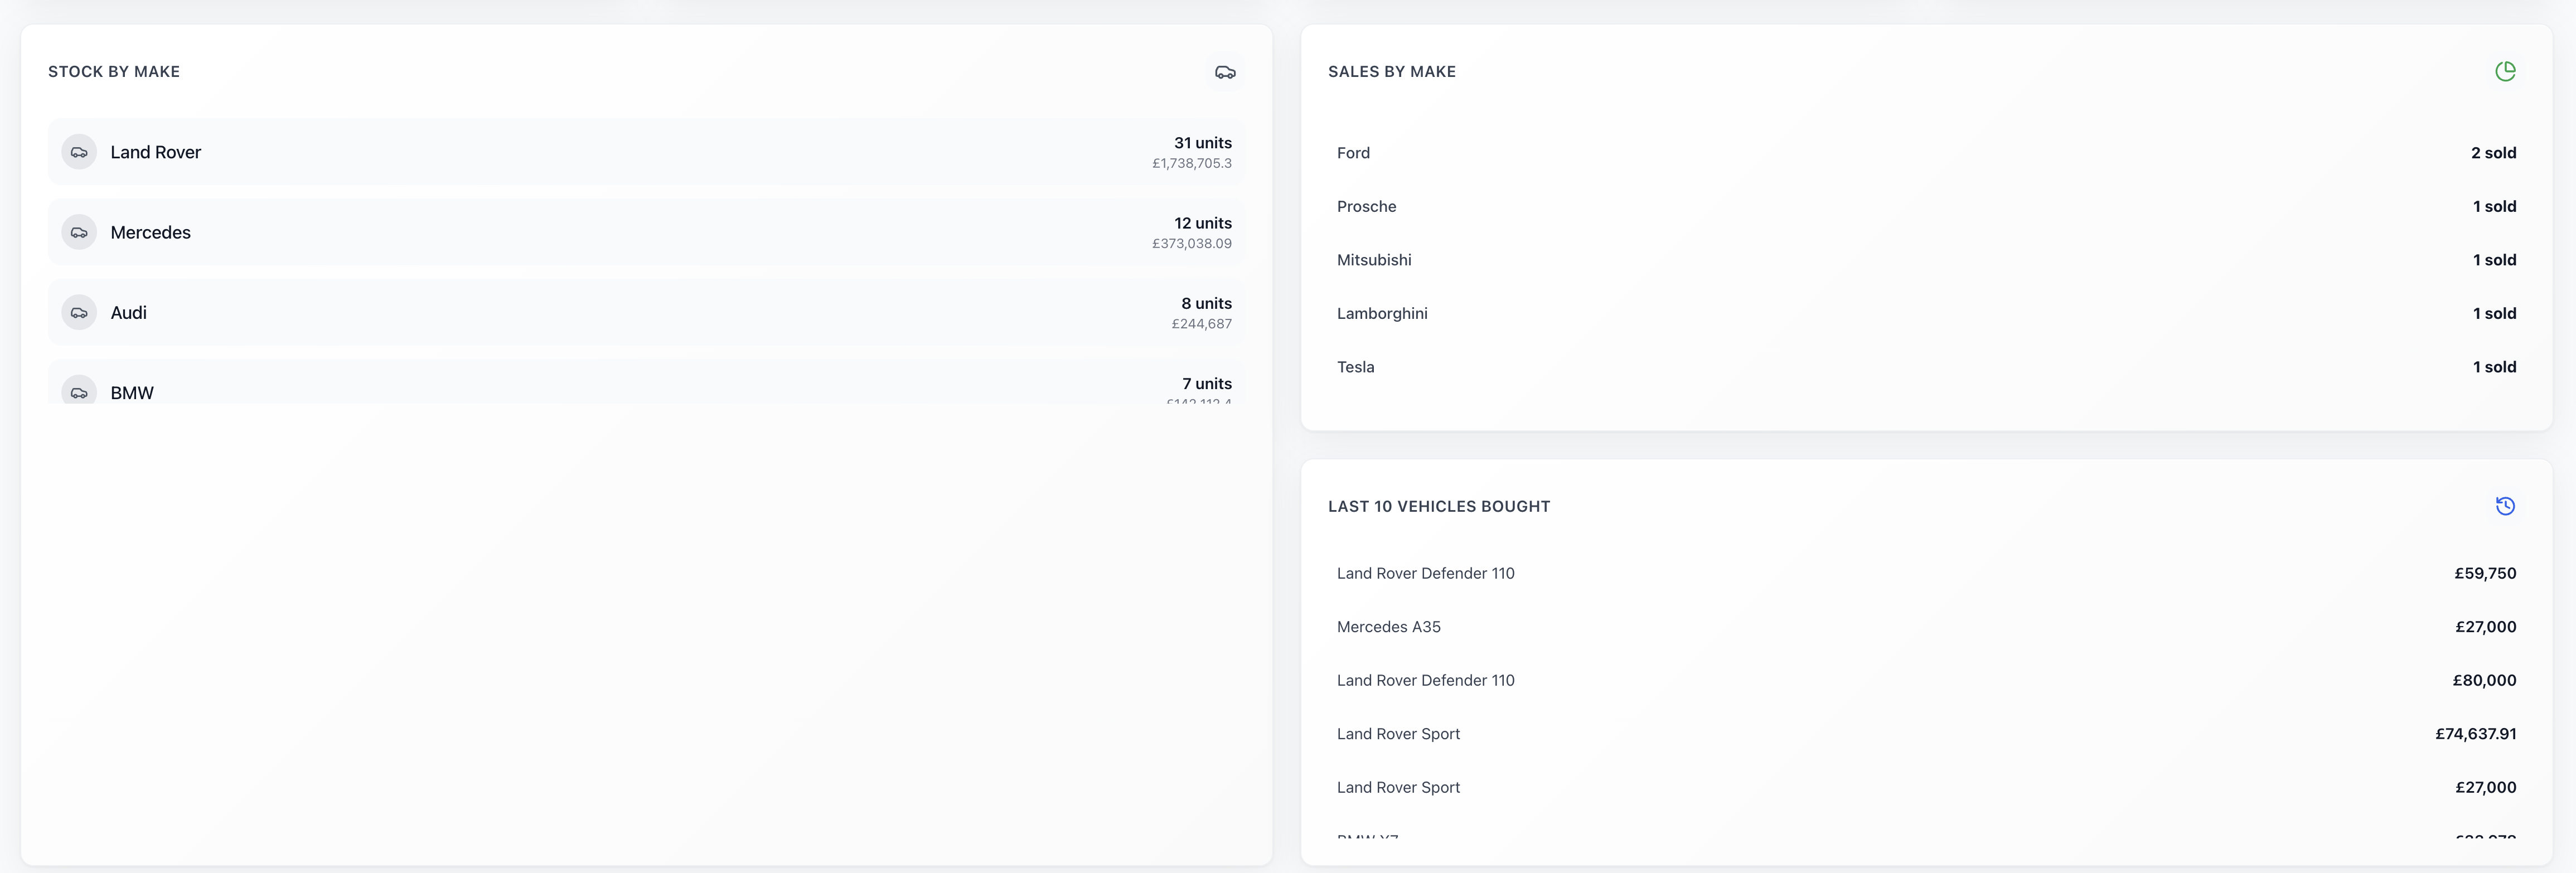 STOCK BY MAKE
Land Rover
31 units
£1,738,705.3
Mercedes
12 units
£373,038.09
Audi
8 units
£244,687
BMW
7 units
SALES BY MAKE
Ford
2 sold
Prosche
1 sold
Mitsubishi
1 sold
Lamborghini
1 sold
Tesla
1 sold
LAST 10 VEHICLES BOUGHT
Land Rover Defender 110
£59,750
Mercedes A35
£27,000
Land Rover Defender 110
£80,000
Land Rover Sport
£74,637.91
Land Rover Sport
£27,000